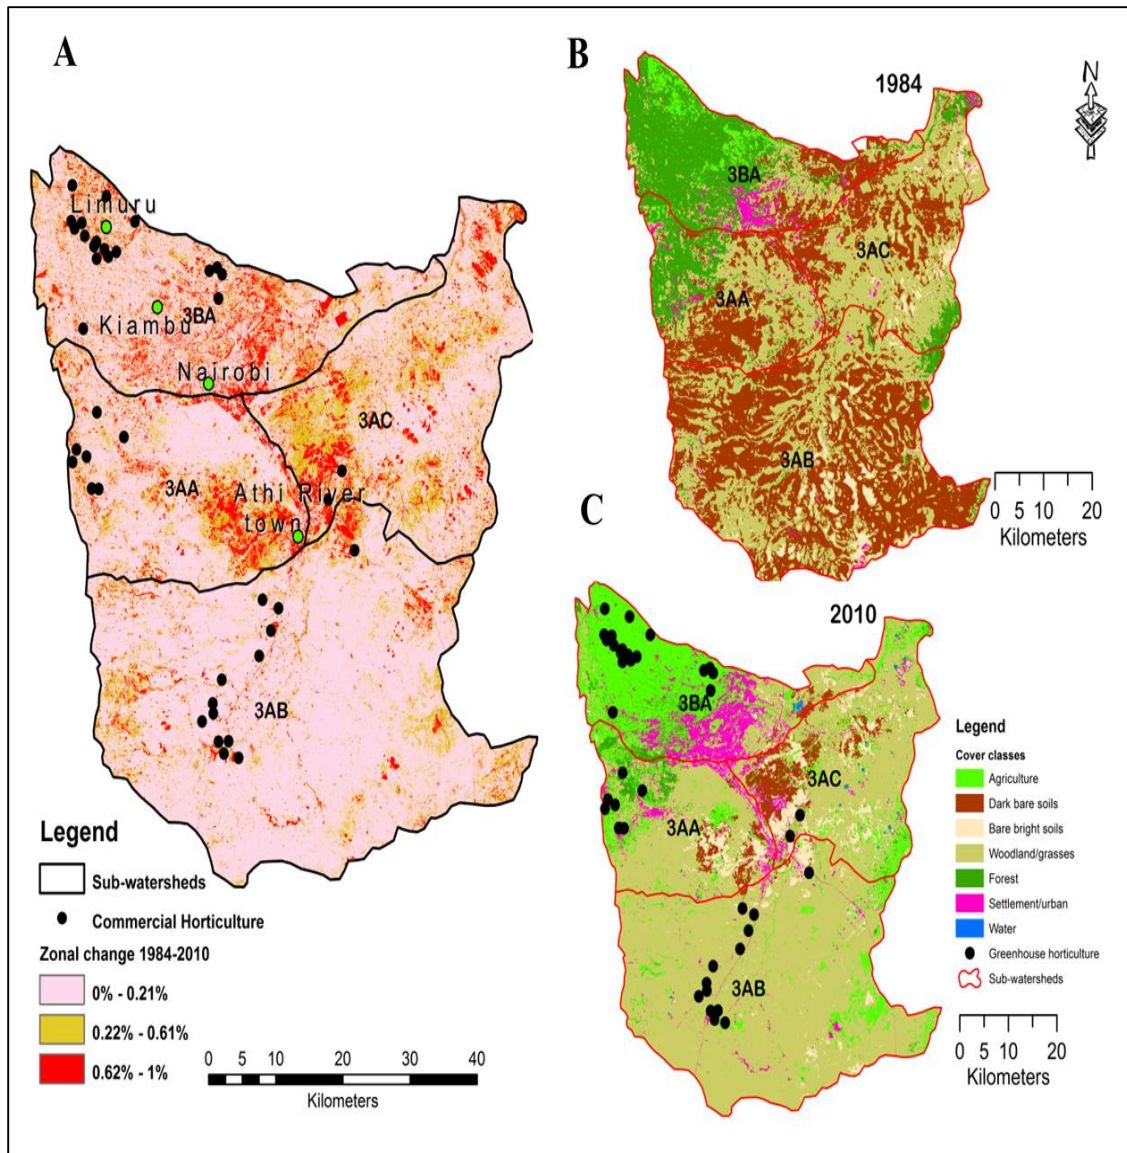 A
Limuru
Kiambu
3BA
Nairobi
3AC
3AA
Athi River
town
3AB
Legend
Sub-watersheds
Commercial Horticulture
Zonal change 1984-2010
0% - 0.21%
0.22% - 0.61%
0.62% - 1%
0 5 10 20 30 40
Kilometers
B
1984
N
3BA
3AC
3AA
3AB
0 5 10 20
Kilometers
C
2010
3BA
3AC
3AA
3AB
Legend
Cover classes
Agriculture
Dark bare soils
Bare bright soils
Woodland/grasses
Forest
Settlement/urban
Water
Greenhouse horticulture
Sub-watersheds
0 5 10 20
Kilometers